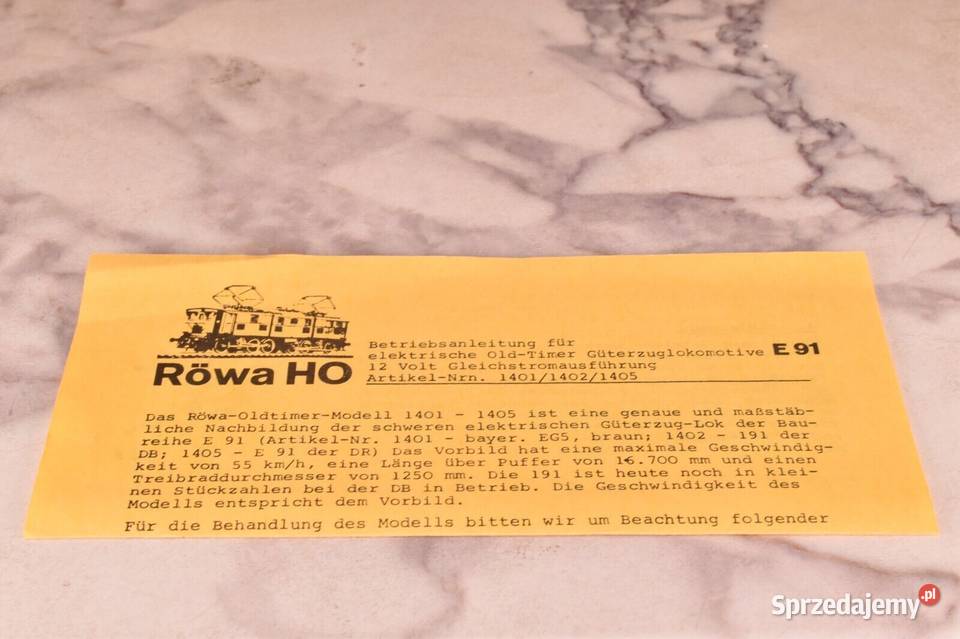 Röwa HO
Betriebsanleitung für
elektrische Old-Timer Güterzuglokomotive E 91
12 Volt Gleichstromausführung
Artikel-Nrn. 1401/1402/1405
Das Röwa-Oldtimer-Modell 1401 - 1405 ist eine genaue und maßstäb-
liche Nachbildung der schweren elektrischen Güterzug-Lok der Bau-
reihe E 91 (Artikel-Nr. 1401 - bayer. EG5, braun; 1402 - 191 der
DB; 1405 - E 91 der DR) Das Vorbild hat eine maximale Geschwindig-
keit von 55 km/h, eine Länge über Puffer von 16.700 mm und einen
Treibraddurchmesser von 1250 mm. Die 191 ist heute noch in klei-
nen Stückzahlen bei der DB in Betrieb. Die Geschwindigkeit des
Modells entspricht dem Vorbild.
Für die Behandlung des Modells bitten wir um Beachtung folgender
Sprzedajemy.pl